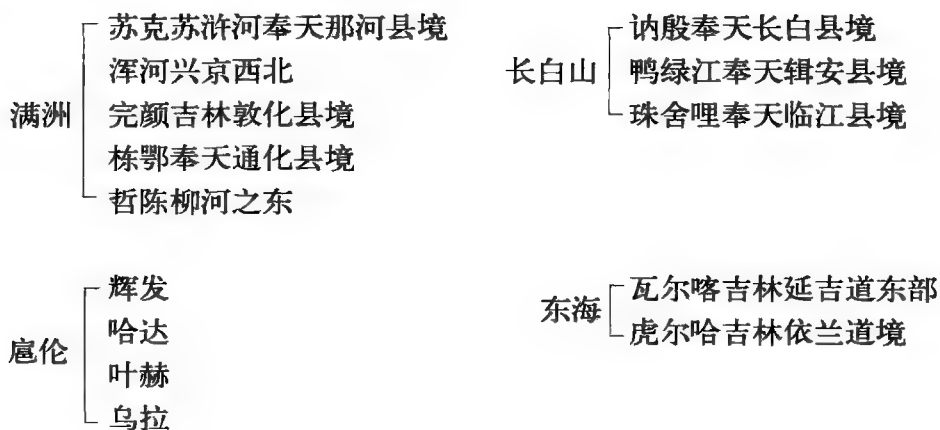 满洲
苏克苏浒河奉天那河县境
浑河兴京西北
完颜吉林敦化县境
栋鄂奉天通化县境
哲陈柳河之东
长白山
讷殷奉天长白县境
鸭绿江奉天辑安县境
珠舍哩奉天临江县境
扈伦
辉发
哈达
叶赫
乌拉
东海
瓦尔喀吉林延吉道东部
虎尔哈吉林依兰道境